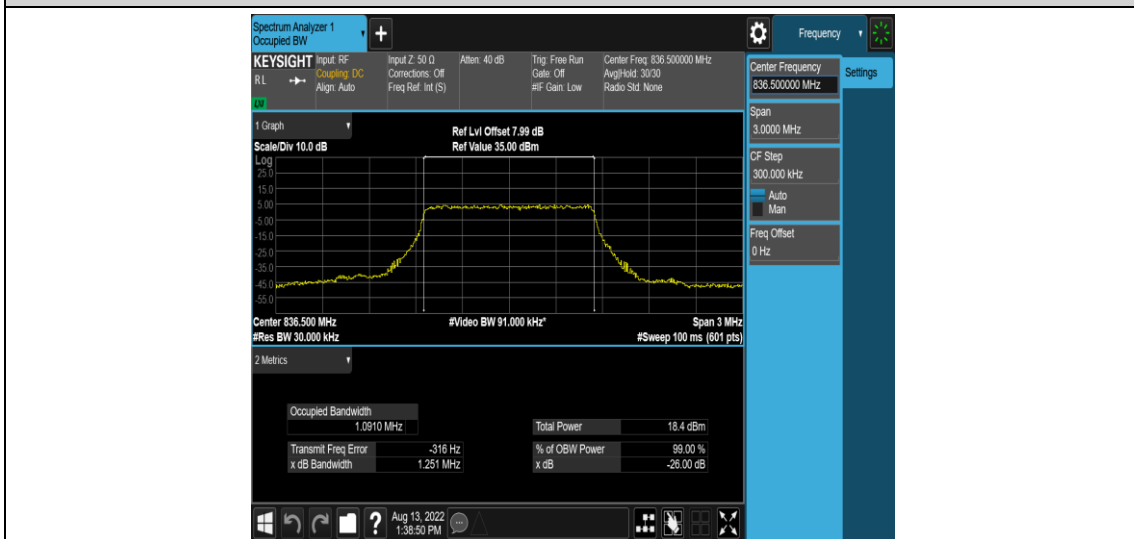 Spectrum Analyzer 1
Occupied BW
Frequency
KEYSIGHT
RL
Input: RF
Coupling: DC
Align: Auto
Input Z: 50 Ω
Corrections: Off
Freq Ref: Int (S)
Atten: 40 dB
Trig: Free Run
Gate: Off
#IF Gain: Low
Center Freq: 836.500000 MHz
Avg|Hold: 30/30
Radio Std: None
Center Frequency
836.500000 MHz
Settings
Span
3.0000 MHz
CF Step
300.000 kHz
Auto
Man
Freq Offset
0 Hz
1 Graph
Ref Lvl Offset 7.99 dB
Scale/Div 10.0 dB
Ref Value 35.00 dBm
Log
25.0
15.0
5.00
-5.00
-15.0
-25.0
-35.0
-45.0
-55.0
Center 836.500 MHz
#Video BW 91.000 kHz*
Span 3 MHz
#Res BW 30.000 kHz
#Sweep 100 ms (601 pts)
2 Metrics
Occupied Bandwidth
1.0910 MHz
Total Power 18.4 dBm
Transmit Freq Error -316 Hz
% of OBW Power 99.00 %
x dB Bandwidth 1.251 MHz
x dB -26.00 dB
?
Aug 13, 2022
1:38:50 PM